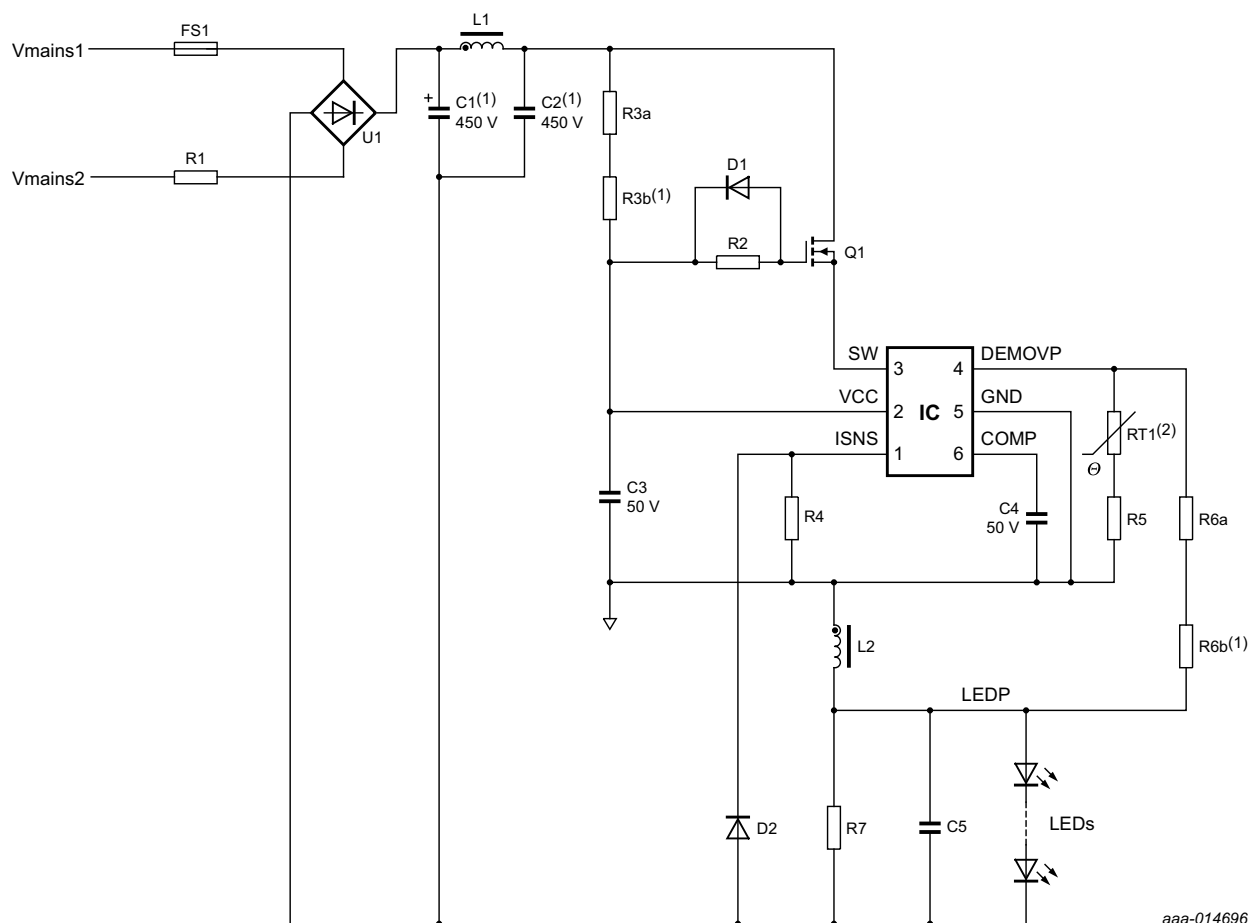 L1
FS1
Vmains1
C1(1)
450 V
C2(1)
450 V
+
R3a
U1
R1
Vmains2
D1
R3b(1)
R2
Q1
SW
DEMOVP
3
4
VCC
GND
2
IC
5
RT1(2)
ISNS
COMP
1
6
Θ
C3
50 V
R4
C4
50 V
R5
R6a
L2
R6b(1)
LEDP
D2
R7
C5
LEDs
aaa-014696